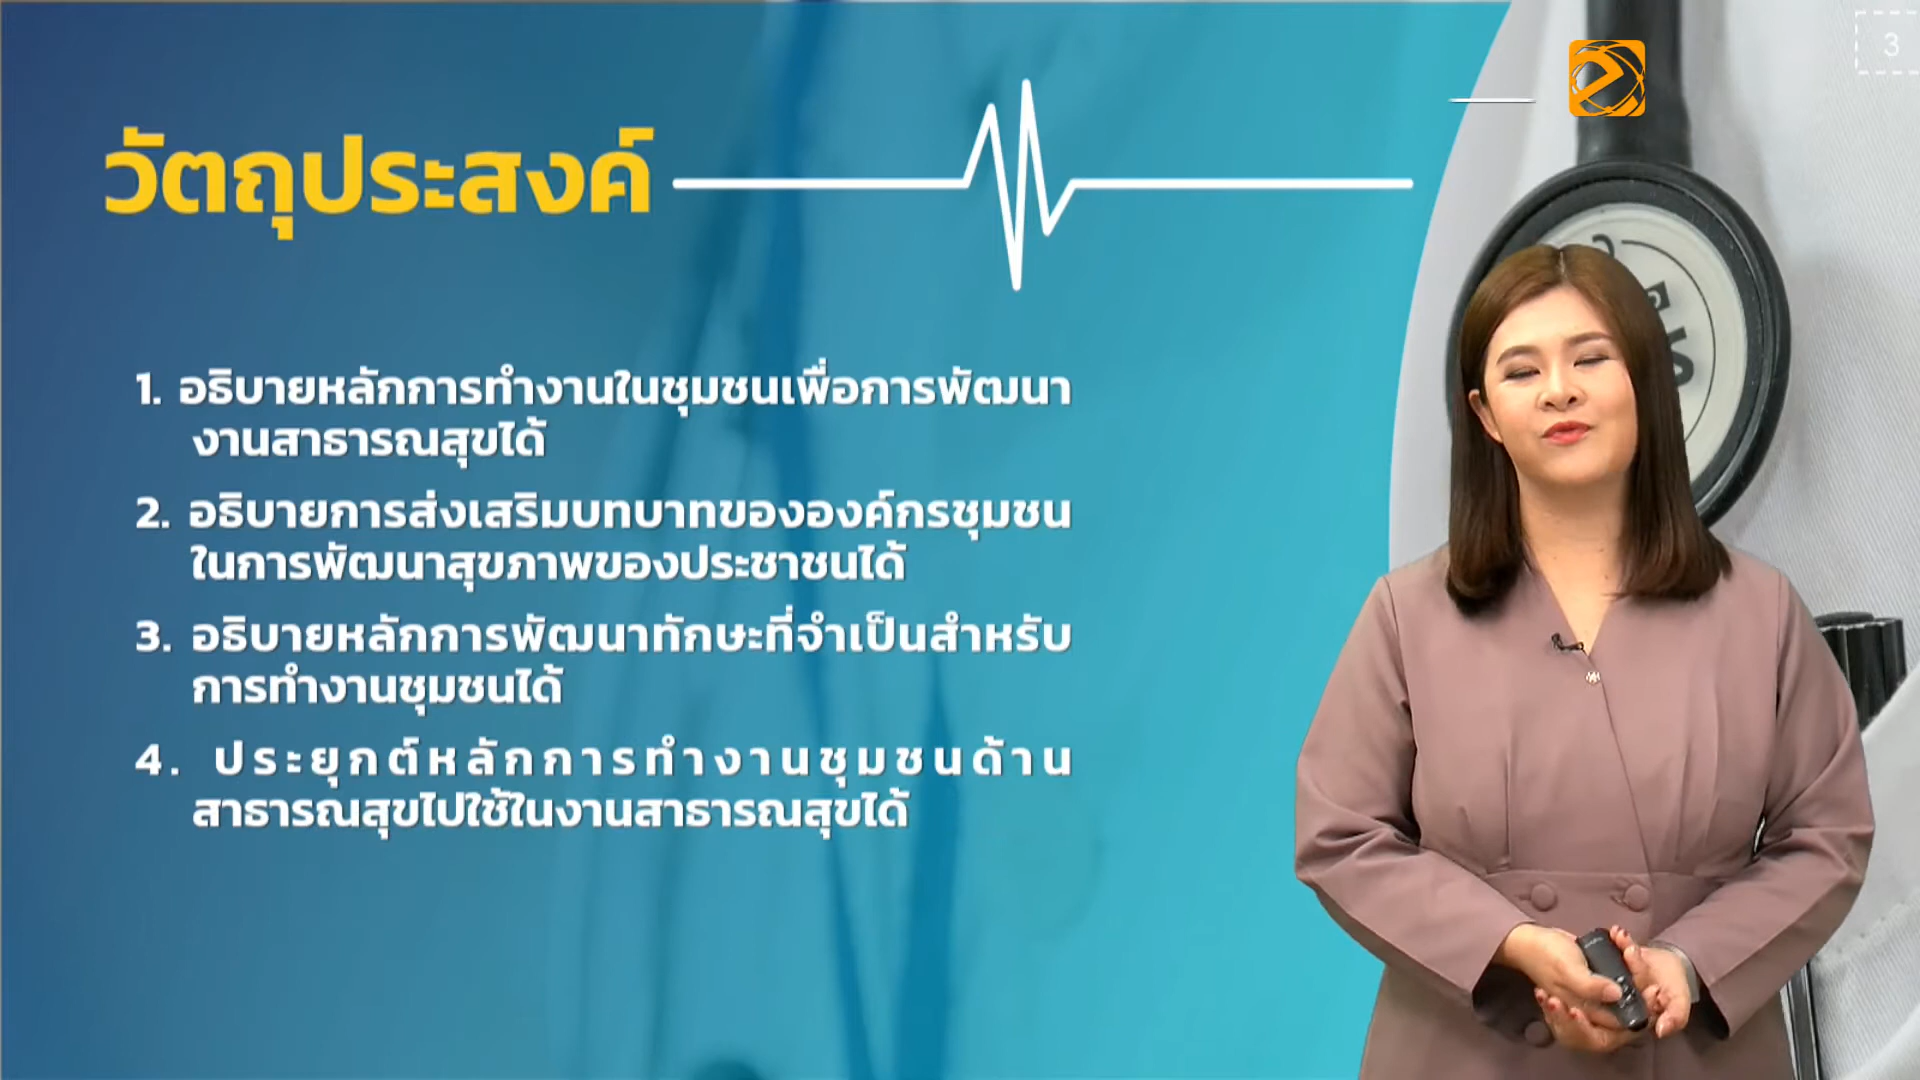 3
วัตถุประสงค์
1. อธิบายหลักการทำงานในชุมชนเพื่อการพัฒนา
งานสาธารณสุขได้
2. อธิบายการส่งเสริมบทบาทขององค์กรชุมชน
ในการพัฒนาสุขภาพของประชาชนได้
3. อธิบายหลักการพัฒนาทักษะที่จำเป็นสำหรับ
การทำงานชุมชนได้
4. ประยุกต์หลักการทำงานชุมชนด้าน
สาธารณสุขไปใช้ในงานสาธารณสุขได้